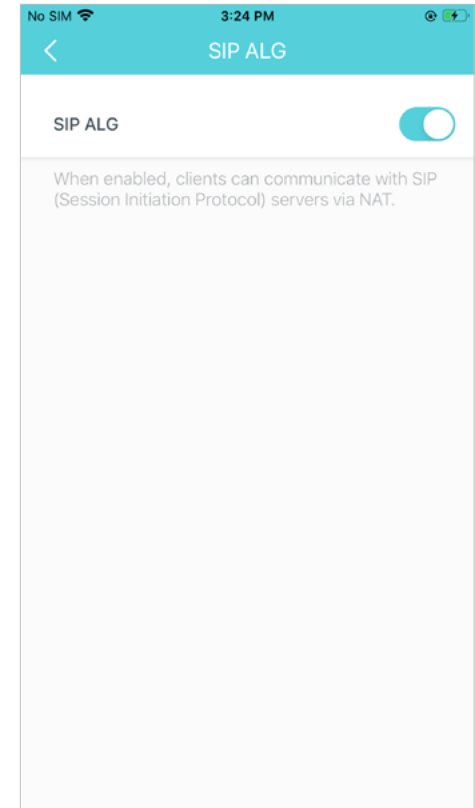 No SIM 3:24 PM
SIP ALG
SIP ALG
When enabled, clients can communicate with SIP
(Session Initiation Protocol) servers via NAT.